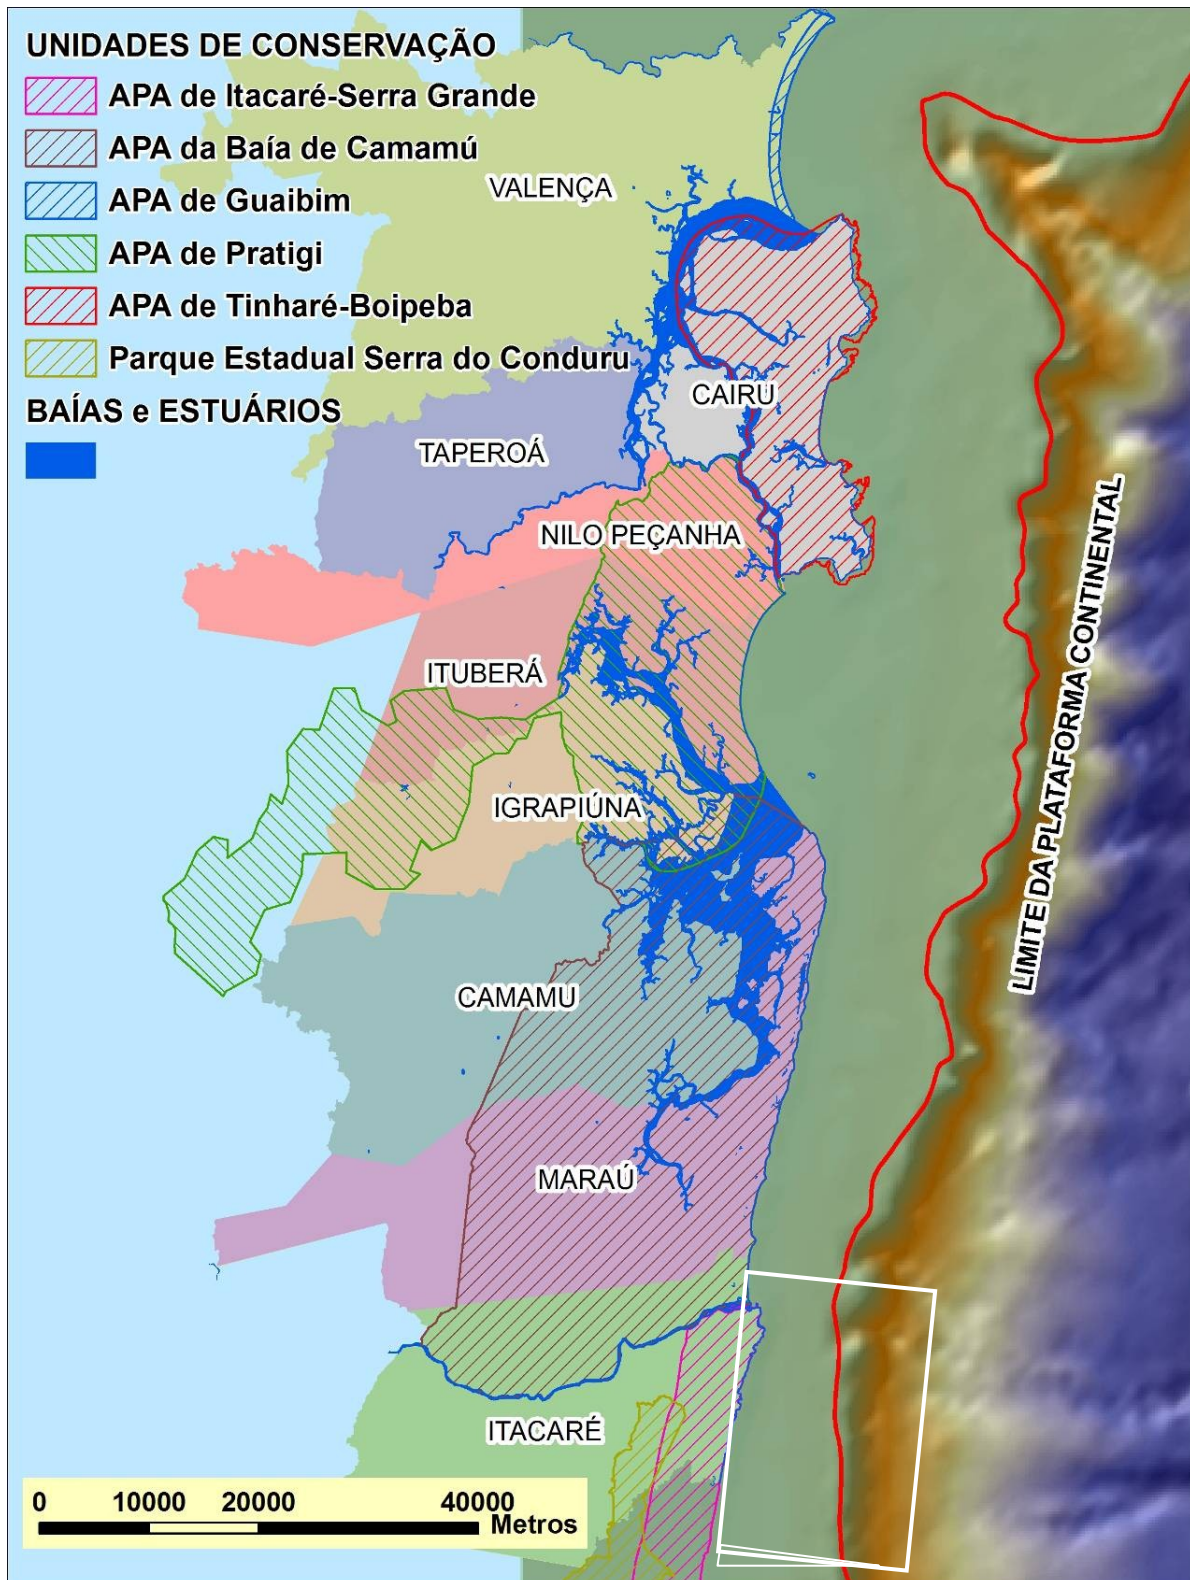 UNIDADES DE CONSERVAÇÃO
APA de Itacaré-Serra Grande
APA da Baía de Camamú
APA de Guaibim
APA de Pratigi
APA de Tinharé-Boipeba
Parque Estadual Serra do Conduru
BAÍAS e ESTUÁRIOS
VALENÇA
CAIRU
TAPEROÁ
NILO PEÇANHA
ITUBERÁ
IGRAPIÚNA
CAMAMU
MARAÚ
ITACARÉ
LIMITE DA PLATAFORMA CONTINENTAL
0 10000 20000 40000
Metros